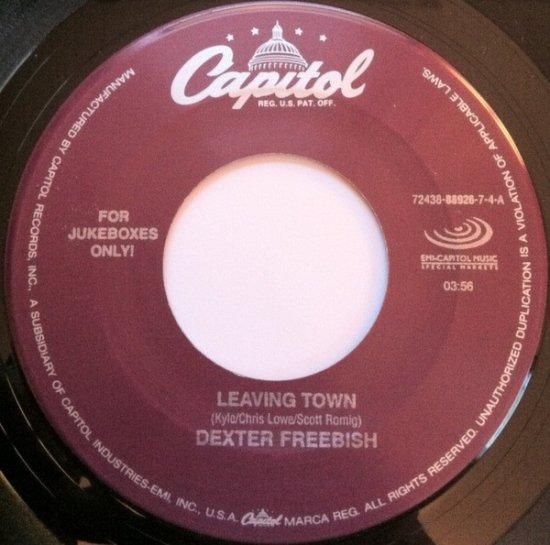 Capitol
REG. U.S. PAT. OFF.
FOR
JUKEBOXES
ONLY!
72438-88926-7-4-A
EMI-CAPITOL MUSIC
SPECIAL MARKETS
03:56
LEAVING TOWN
(Kyle/Chris Lowe/Scott Romig)
DEXTER FREEBISH
MANUFACTURED BY CAPITOL RECORDS, INC., A SUBSIDIARY OF CAPITOL INDUSTRIES-EMI, INC., U.S.A. Capitol MARCA REG. ALL RIGHTS RESERVED. UNAUTHORIZED DUPLICATION IS A VIOLATION OF APPLICABLE LAWS.